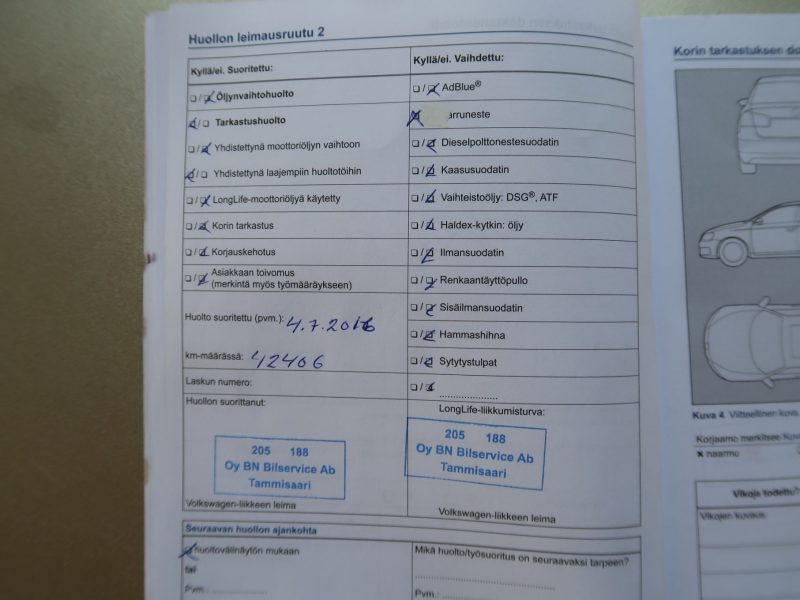 Huollon leimausruutu 2
Kyllä/ei. Suoritettu:
❏ / ❏ Öljynvaihtohuolto
❏ / ❏ Tarkastushuolto
❏ / ❏ Yhdistettynä moottoriöljyn vaihtoon
❏ / ❏ Yhdistettynä laajempiin huoltotöihin
❏ / ❏ LongLife-moottoriöljyä käytetty
❏ / ❏ Korin tarkastus
❏ / ❏ Korjauskehotus
❏ / ❏ Asiakkaan toivomus
(merkintä myös työmääräykseen)
Huolto suoritettu (pvm.): 4.7.2016
km-määrässä: 42406
Laskun numero:
Huollon suorittanut:
205 188
Oy BN Bilservice Ab
Tammisaari
Volkswagen-liikkeen leima
Kyllä/ei. Vaihdettu:
❏ / ❏ AdBlue®
arruneste
❏ / ❏ Dieselpolttonestesuodatin
❏ / ❏ Kaasusuodatin
❏ / ❏ Vaihteistoöljy: DSG®, ATF
❏ / ❏ Haldex-kytkin: öljy
❏ / ❏ Ilmansuodatin
❏ / ❏ Renkaantäyttöpullo
❏ / ❏ Sisäilmansuodatin
❏ / ❏ Hammashihna
❏ / ❏ Sytytystulpat
❏ / ❏ ....................
LongLife-liikkumisturva:
205 188
Oy BN Bilservice Ab
Tammisaari
Volkswagen-liikkeen leima
Seuraavan huollon ajankohta
❏ huoltovälinäytön mukaan
tai
Pvm.: ....................
Mikä huolto/työsuoritus on seuraavaksi tarpeen?
Pvm.: ....................
Korin tarkastuksen
Kuva 4 Viitteellinen kuva
Korjaamo merkitsee
× naarmu
Vikoja todettu?
Vikojen kuvaus